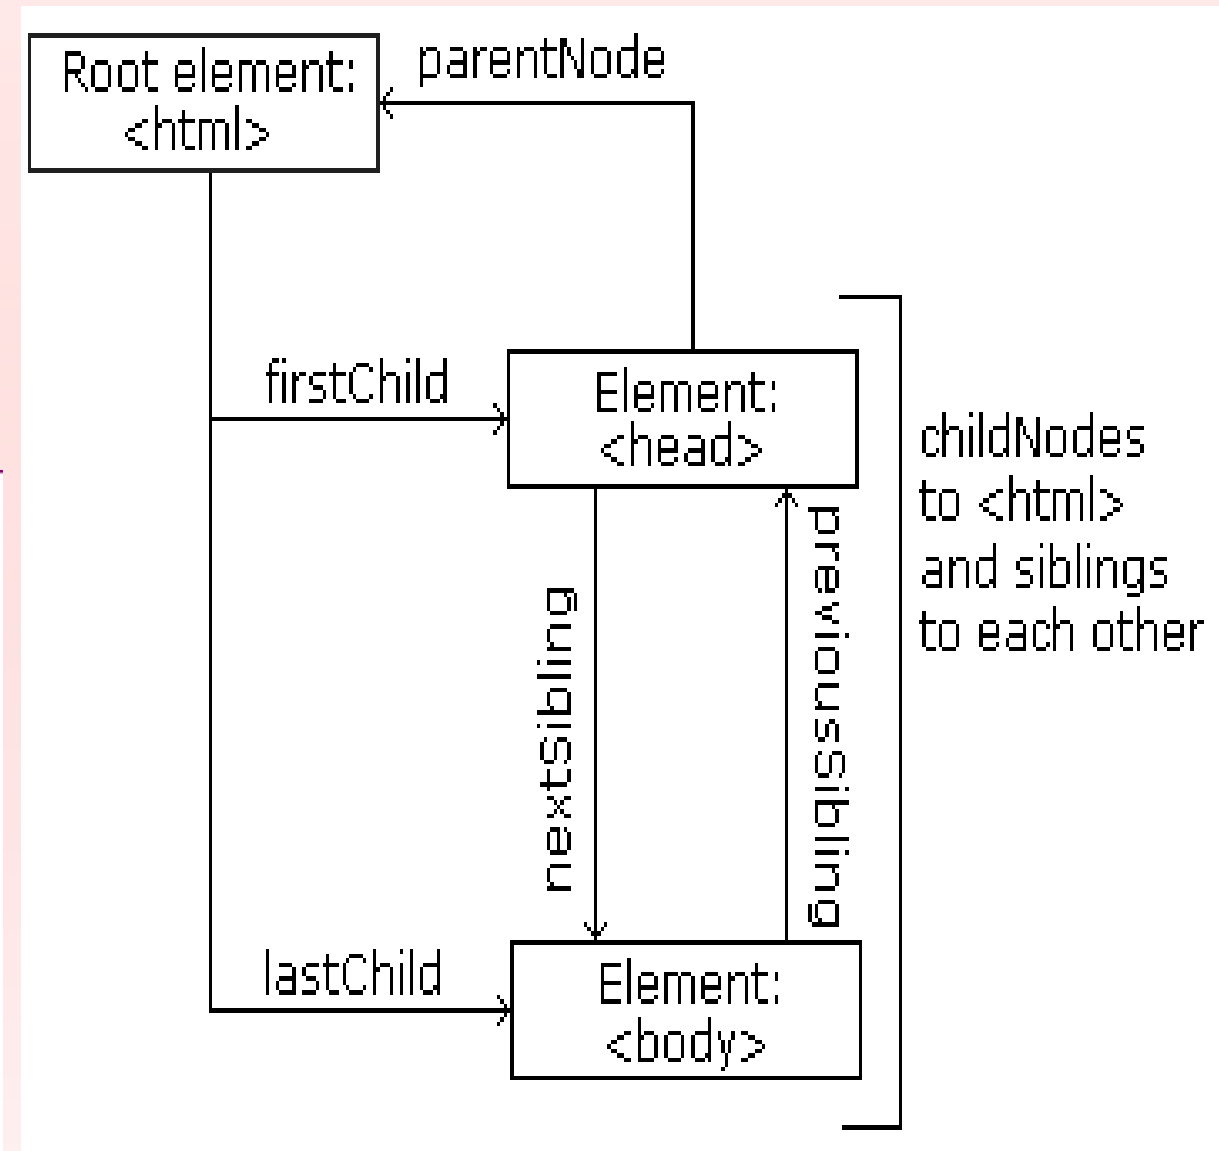 Root element:
<html>
parentNode
firstChild
Element:
<head>
childNodes
to <html>
and siblings
to each other
nextSibling
previousSibling
lastChild
Element:
<body>